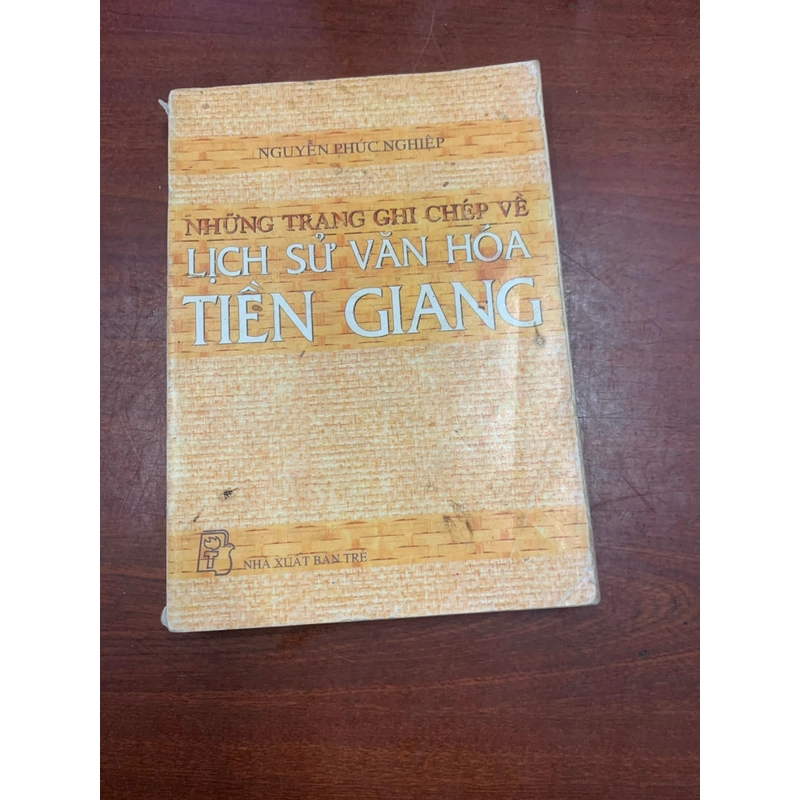 NGUYỄN PHÚC NGHIỆP
NHỮNG TRANG GHI CHÉP VỀ
LỊCH SỬ VĂN HÓA
TIỀN GIANG
NHÀ XUẤT BẢN TRẺ